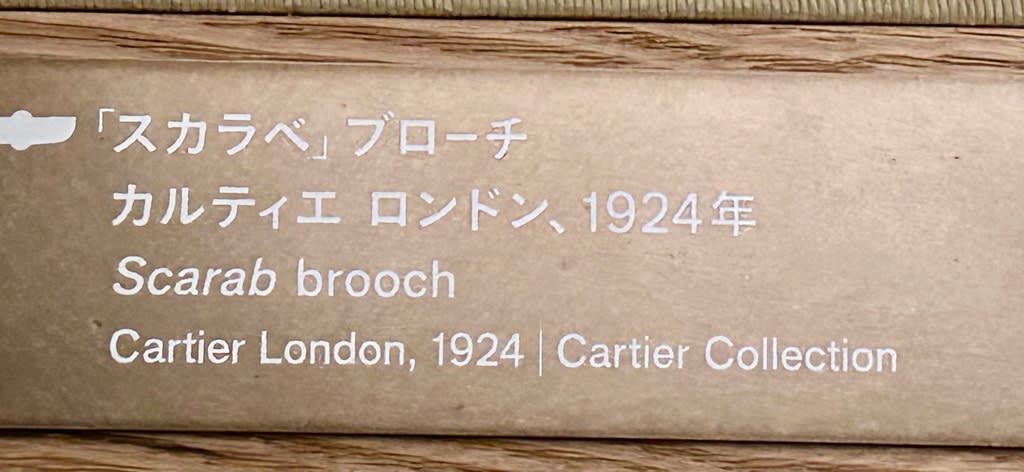 「スカラベ」ブローチ
カルティエ ロンドン、1924年
Scarab brooch
Cartier London, 1924 | Cartier Collection